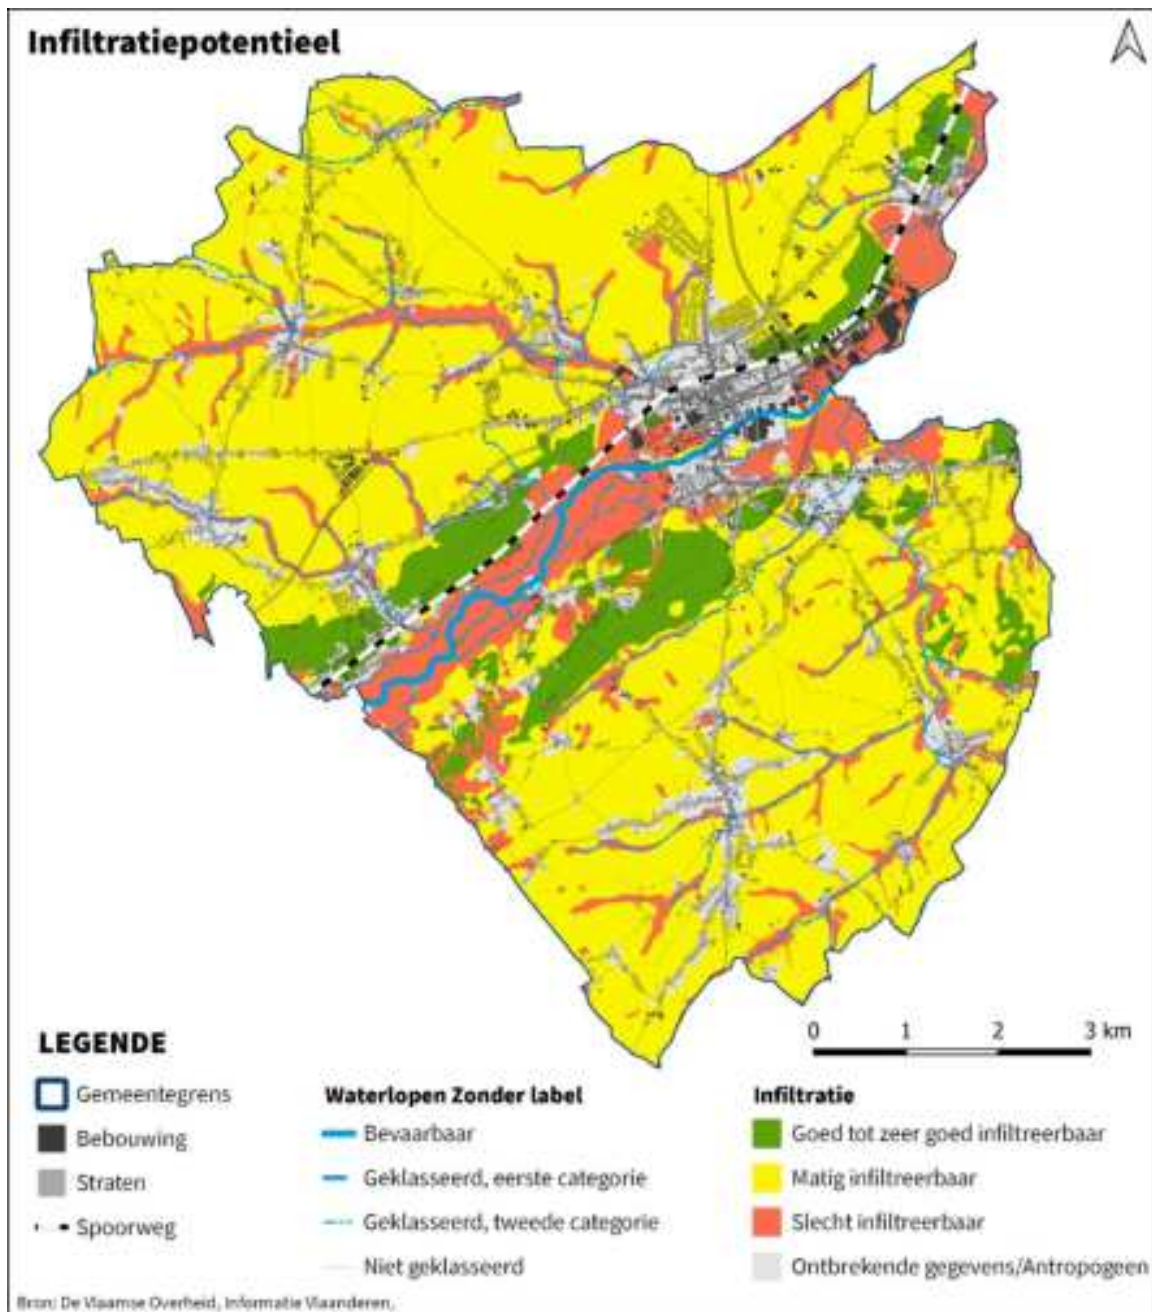 Infiltratiepotentieel
0 1 2 3 km
LEGENDE
Gemeentegrens
Bebouwing
Straten
Spoorweg
Waterlopen Zonder label
Bevaarbaar
Geklasseerd, eerste categorie
Geklasseerd, tweede categorie
Niet geklasseerd
Infiltratie
Goed tot zeer goed infiltreerbaar
Matig infiltreerbaar
Slecht infiltreerbaar
Ontbrekende gegevens/Antropogeen
Bron: De Vlaamse Overheid, Informatie Vlaanderen,